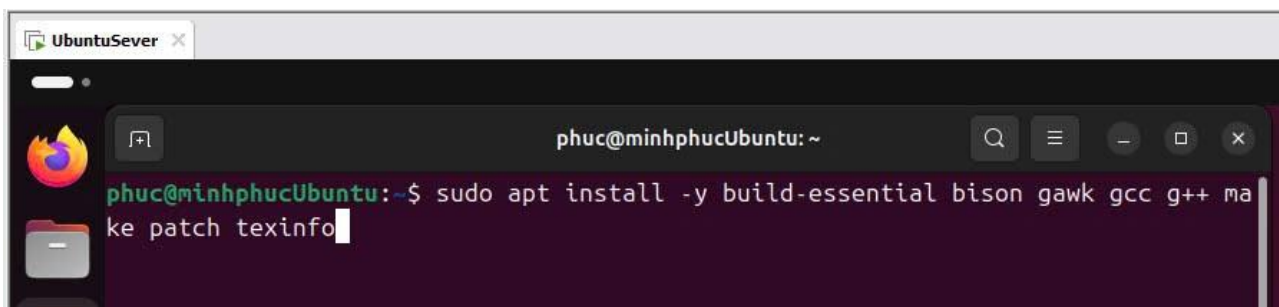 UbuntuSever
phuc@minhphucUbuntu: ~
phuc@minhphucUbuntu:~$ sudo apt install -y build-essential bison gawk gcc g++ ma
ke patch texinfo